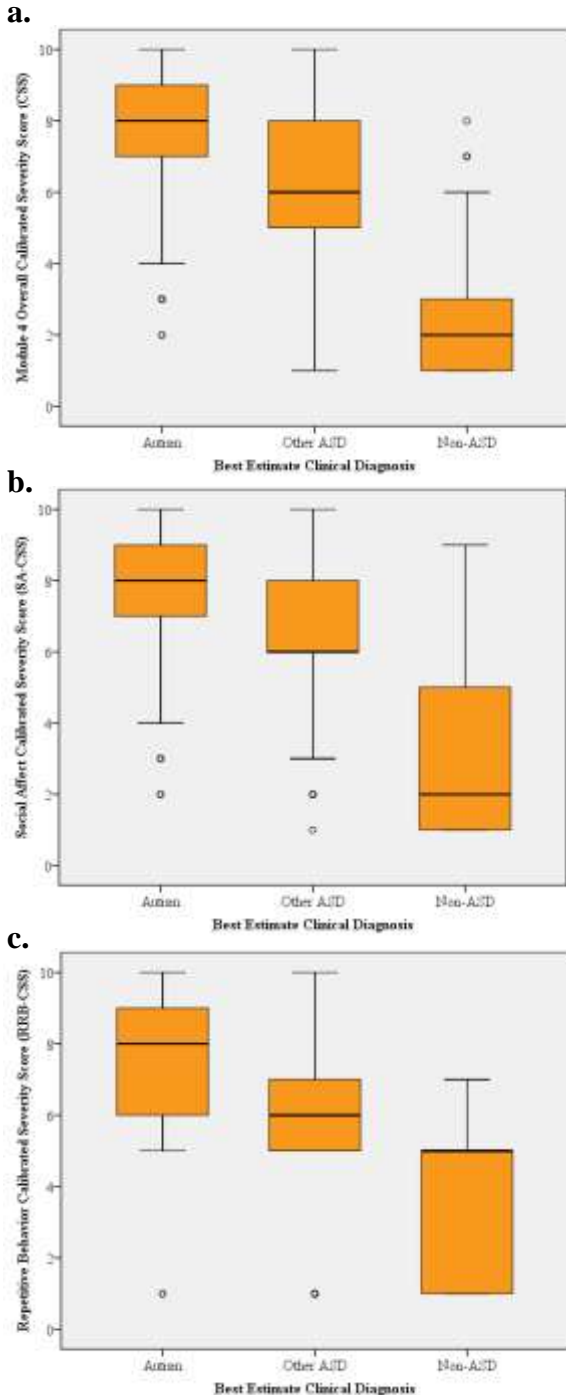 a.
Module 4 Overall Calibrated Severity Score (CSS)
10
8
6
4
2
0
Autism
Other ASD
Non-ASD
Best Estimate Clinical Diagnosis
b.
Social Affect Calibrated Severity Score (SA-CSS)
10
8
6
4
2
0
Autism
Other ASD
Non-ASD
Best Estimate Clinical Diagnosis
c.
Repetitive Behavior Calibrated Severity Score (RRB-CSS)
10
8
6
4
2
0
Autism
Other ASD
Non-ASD
Best Estimate Clinical Diagnosis